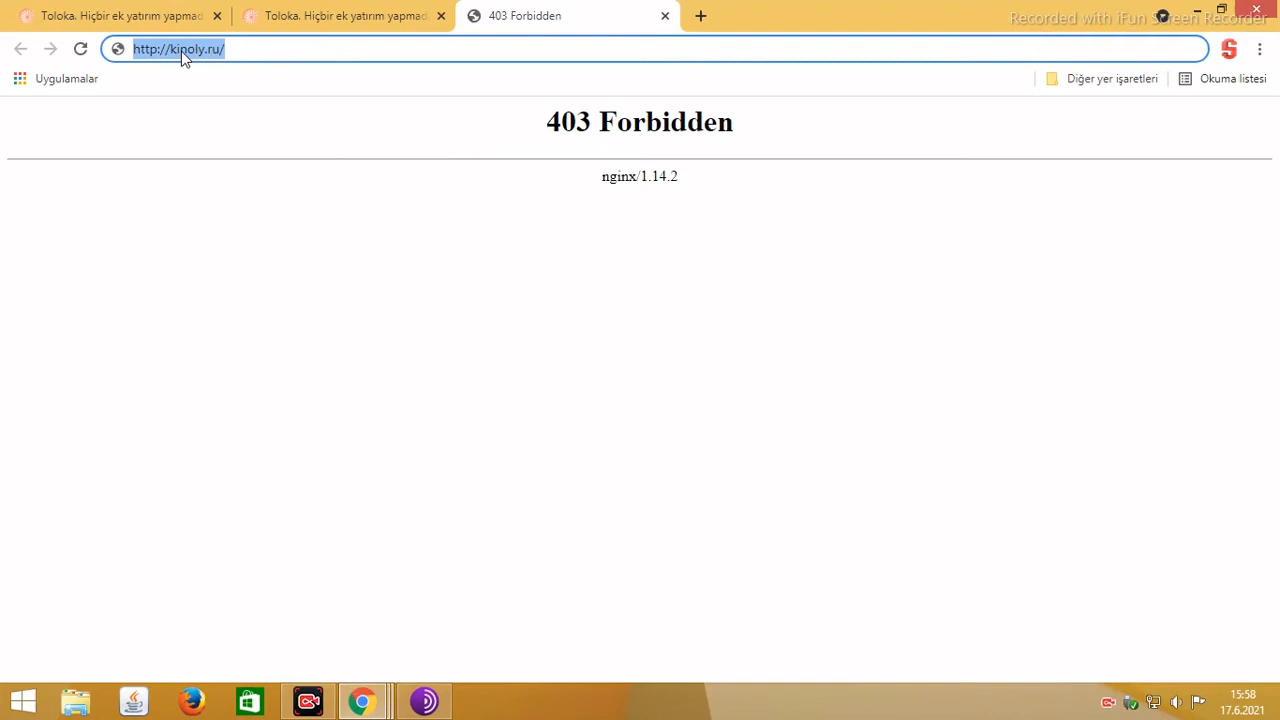 Toloka. Hiçbir ek yatırım yapmad
Toloka. Hiçbir ek yatırım yapmad
403 Forbidden
Recorded with iFun Screen Recorder
http://kinoly.ru/
Uygulamalar
Diğer yer işaretleri
Okuma listesi
403 Forbidden
nginx/1.14.2
15:58
17.6.2021